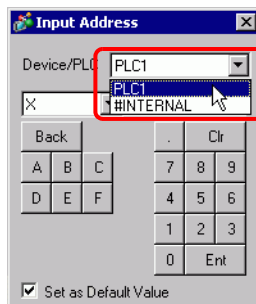 Input Address
Device/PLC PLC1
PLC1
#INTERNAL
X
Back . Clr
A B C 7 8 9
D E F 4 5 6
1 2 3
0 Ent
Set as Default Value